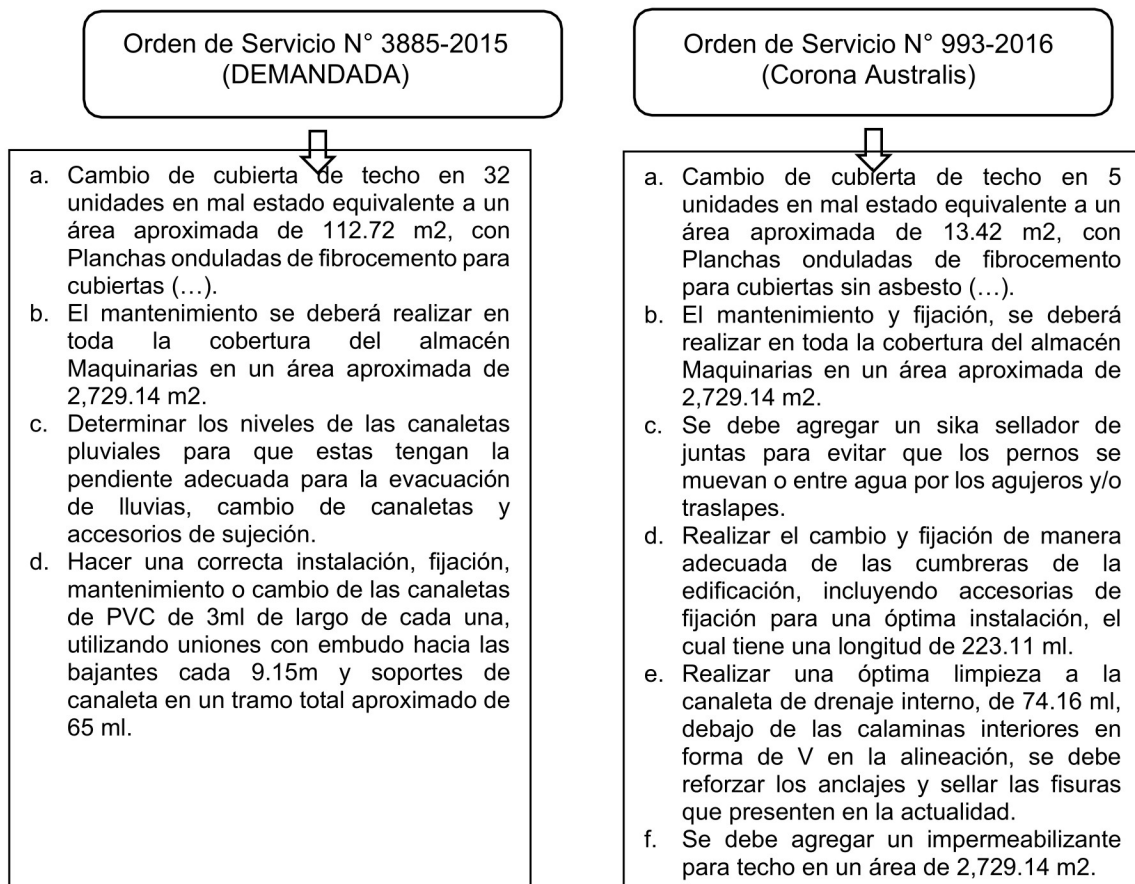 Orden de Servicio N° 3885-2015
(DEMANDADA)
a. Cambio de cubierta de techo en 32
unidades en mal estado equivalente a un
área aproximada de 112.72 m2, con
Planchas onduladas de fibrocemento para
cubiertas (…).
b. El mantenimiento se deberá realizar en
toda la cobertura del almacén
Maquinarias en un área aproximada de
2,729.14 m2.
c. Determinar los niveles de las canaletas
pluviales para que estas tengan la
pendiente adecuada para la evacuación
de lluvias, cambio de canaletas y
accesorios de sujeción.
d. Hacer una correcta instalación, fijación,
mantenimiento o cambio de las canaletas
de PVC de 3ml de largo de cada una,
utilizando uniones con embudo hacia las
bajantes cada 9.15m y soportes de
canaleta en un tramo total aproximado de
65 ml.
Orden de Servicio N° 993-2016
(Corona Australis)
a. Cambio de cubierta de techo en 5
unidades en mal estado equivalente a un
área aproximada de 13.42 m2, con
Planchas onduladas de fibrocemento
para cubiertas sin asbesto (…).
b. El mantenimiento y fijación, se deberá
realizar en toda la cobertura del almacén
Maquinarias en un área aproximada de
2,729.14 m2.
c. Se debe agregar un sika sellador de
juntas para evitar que los pernos se
muevan o entre agua por los agujeros y/o
traslapes.
d. Realizar el cambio y fijación de manera
adecuada de las cumbreras de la
edificación, incluyendo accesorias de
fijación para una óptima instalación, el
cual tiene una longitud de 223.11 ml.
e. Realizar una óptima limpieza a la
canaleta de drenaje interno, de 74.16 ml,
debajo de las calaminas interiores en
forma de V en la alineación, se debe
reforzar los anclajes y sellar las fisuras
que presenten en la actualidad.
f. Se debe agregar un impermeabilizante
para techo en un área de 2,729.14 m2.